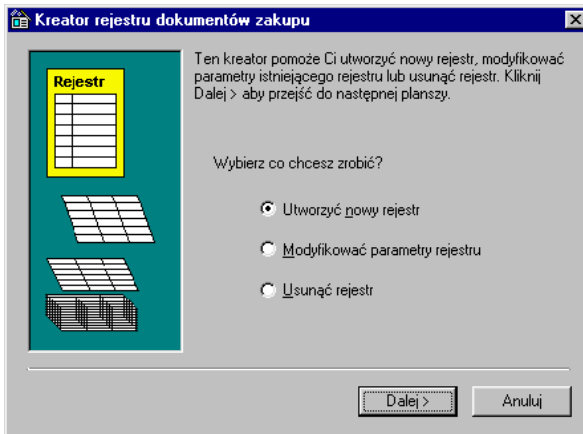 Kreator rejestru dokumentów zakupu
Rejestr
Ten kreator pomoże Ci utworzyć nowy rejestr, modyfikować
parametry istniejącego rejestru lub usunąć rejestr. Kliknij
Dalej > aby przejść do następnej planszy.
Wybierz co chcesz zrobić?
Utworzyć nowy rejestr
Modyfikować parametry rejestru
Usunąć rejestr
Dalej >
Anuluj